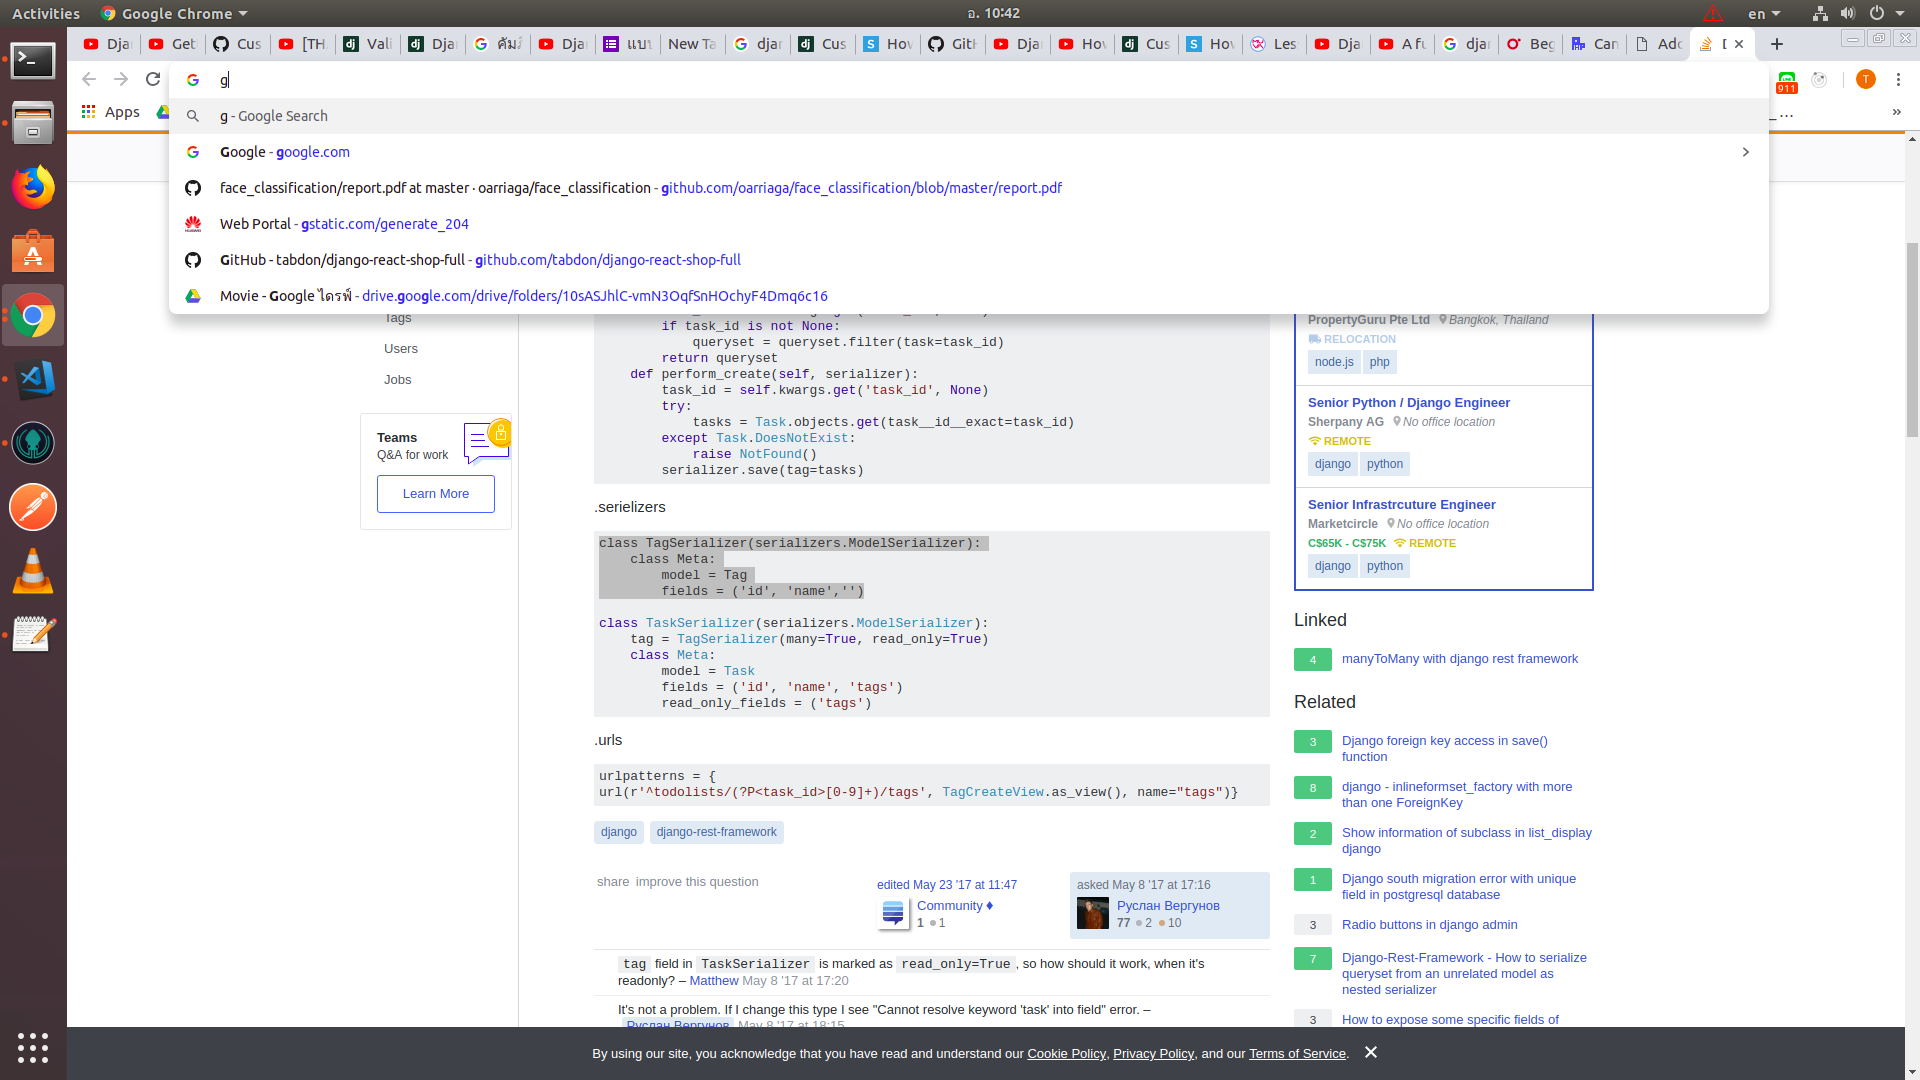 Activities Google Chrome อ. 10:42 en
Dja Get Cus [TH Vali Dja คัมภ์ Dja แบบ New Ta djar Cus Hov GitH Dja Hov Cus Hov Les Dja A fu djar Beg Car Adc
g
Apps
g - Google Search
Google - google.com
face_classification/report.pdf at master · oarriaga/face_classification - github.com/oarriaga/face_classification/blob/master/report.pdf
Web Portal - gstatic.com/generate_204
GitHub - tabdon/django-react-shop-full - github.com/tabdon/django-react-shop-full
Movie - Google ไดรฟ์ - drive.google.com/drive/folders/10sASJhlC-vmN3OqfSnHOchyF4Dmq6c16
911
T
Tags
Users
Jobs
Teams
Q&A for work
Learn More
if task_id is not None:
queryset = queryset.filter(task=task_id)
return queryset
def perform_create(self, serializer):
task_id = self.kwargs.get('task_id', None)
try:
tasks = Task.objects.get(task__id__exact=task_id)
except Task.DoesNotExist:
raise NotFound()
serializer.save(tag=tasks)
.serielizers
class TagSerializer(serializers.ModelSerializer):
class Meta:
model = Tag
fields = ('id', 'name','')
class TaskSerializer(serializers.ModelSerializer):
tag = TagSerializer(many=True, read_only=True)
class Meta:
model = Task
fields = ('id', 'name', 'tags')
read_only_fields = ('tags')
.urls
urlpatterns = {
url(r'^todolists/(?P<task_id>[0-9]+)/tags', TagCreateView.as_view(), name="tags")}
django django-rest-framework
share improve this question
edited May 23 '17 at 11:47
Community ♦
1 1
asked May 8 '17 at 17:16
Руслан Вергунов
77 2 10
tag field in TaskSerializer is marked as read_only=True, so how should it work, when it's
readonly? – Matthew May 8 '17 at 17:20
It's not a problem. If I change this type I see "Cannot resolve keyword 'task' into field" error. –
Руслан Вергунов May 8 '17 at 18:15
PropertyGuru Pte Ltd Bangkok, Thailand
RELOCATION
node.js php
Senior Python / Django Engineer
Sherpany AG No office location
REMOTE
django python
Senior Infrastrcuture Engineer
Marketcircle No office location
C$65K - C$75K REMOTE
django python
Linked
4 manyToMany with django rest framework
Related
3 Django foreign key access in save()
function
8 django - inlineformset_factory with more
than one ForeignKey
2 Show information of subclass in list_display
django
1 Django south migration error with unique
field in postgresql database
3 Radio buttons in django admin
7 Django-Rest-Framework - How to serialize
queryset from an unrelated model as
nested serializer
3 How to expose some specific fields of
By using our site, you acknowledge that you have read and understand our Cookie Policy, Privacy Policy, and our Terms of Service.